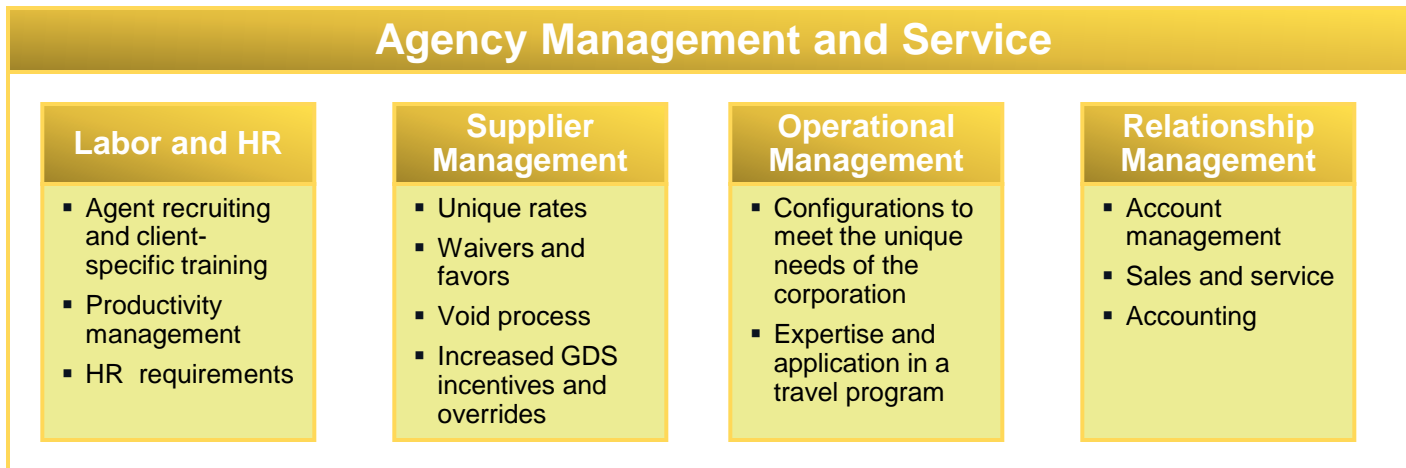 Agency Management and Service
Labor and HR
▪ Agent recruiting
and client-
specific training
▪ Productivity
management
▪ HR requirements
Supplier
Management
▪ Unique rates
▪ Waivers and
favors
▪ Void process
▪ Increased GDS
incentives and
overrides
Operational
Management
▪ Configurations to
meet the unique
needs of the
corporation
▪ Expertise and
application in a
travel program
Relationship
Management
▪ Account
management
▪ Sales and service
▪ Accounting